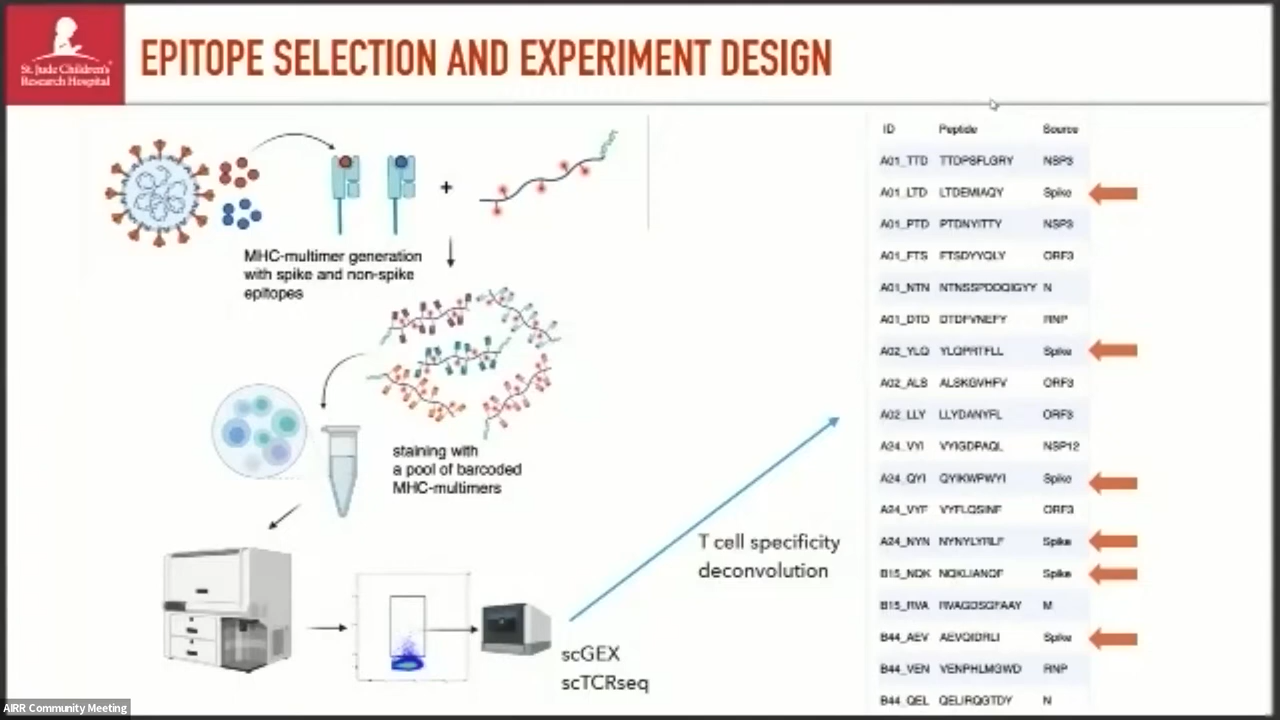 St. Jude Children's
Research Hospital
EPITOPE SELECTION AND EXPERIMENT DESIGN
+
MHC-multimer generation
with spike and non-spike
epitopes
staining with
a pool of barcoded
MHC-multimers
T cell specificity
deconvolution
scGEX
scTCRseq
ID Peptide Source
A01_TTD TTDPSFLGRY NSP3
A01_LTD LTDEMIAQY Spike
A01_PTD PTDNYITTY NSP3
A01_FTS FTSDYYQLY ORF3
A01_NTN NTNSSPDDQIGYY N
A01_DTD DTDFVNEFY RNP
A02_YLQ YLQPRTFLL Spike
A02_ALS ALSKGVHFV ORF3
A02_LLY LLYDANYFL ORF3
A24_VYI VYIGDPAQL NSP12
A24_QYI QYIKWPWYI Spike
A24_VYF VYFLQSINF ORF3
A24_NYN NYNYLYRLF Spike
B15_NQK NQKLIANQF Spike
B15_RVA RVAGDSGFAAY M
B44_AEV AEVQIDRLI Spike
B44_VEN VENPHLMGWD RNP
B44_QEL QELIRQGTDY N
AIRR Community Meeting